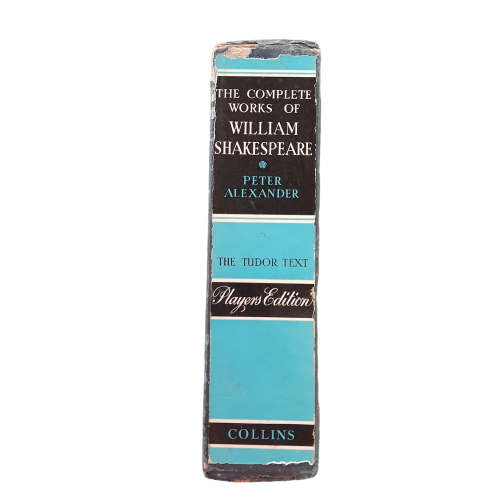 THE COMPLETE
WORKS OF
WILLIAM
SHAKESPEARE
PETER
ALEXANDER
THE TUDOR TEXT
Players Edition
COLLINS